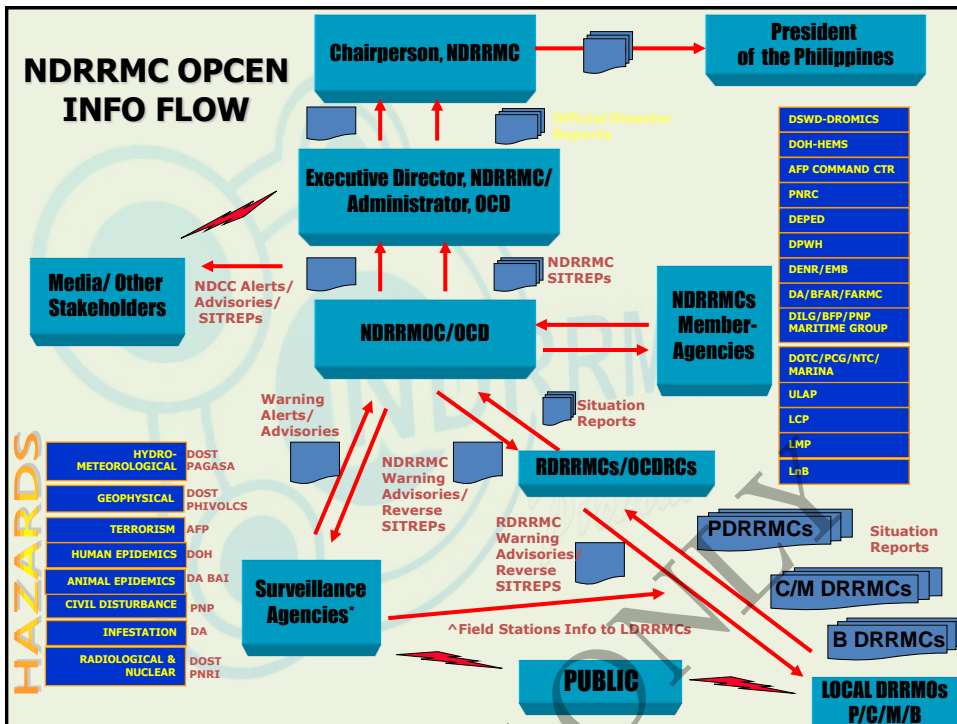 NDRRMC OPCEN
INFO FLOW
Chairperson, NDRRMC
President
of the Philippines
Official Disaster
Reports
Executive Director, NDRRMC/
Administrator, OCD
Media/ Other
Stakeholders
NDCC Alerts/
Advisories/
SITREPs
NDRRMC
SITREPs
NDRRMOC/OCD
NDRRMCs
Member-
Agencies
DSWD-DROMICS
DOH-HEMS
AFP COMMAND CTR
PNRC
DEPED
DPWH
DENR/EMB
DA/BFAR/FARMC
DILG/BFP/PNP
MARITIME GROUP
DOTC/PCG/NTC/
MARINA
ULAP
LCP
LMP
LnB
Warning
Alerts/
Advisories
Situation
Reports
NDRRMC
Warning
Advisories/
Reverse
SITREPs
RDRRMCs/OCDRCs
RDRRMC
Warning
Advisories/
Reverse
SITREPS
PDRRMCs
C/M DRRMCs
B DRRMCs
Situation
Reports
HAZARDS
HYDRO-
METEOROLOGICAL
DOST
PAGASA
GEOPHYSICAL
DOST
PHIVOLCS
TERRORISM
AFP
HUMAN EPIDEMICS
DOH
ANIMAL EPIDEMICS
DA BAI
CIVIL DISTURBANCE
PNP
INFESTATION
DA
RADIOLOGICAL &
NUCLEAR
DOST
PNRI
Surveillance
Agencies*
^Field Stations Info to LDRRMCs
PUBLIC
LOCAL DRRMOs
P/C/M/B
ONLY